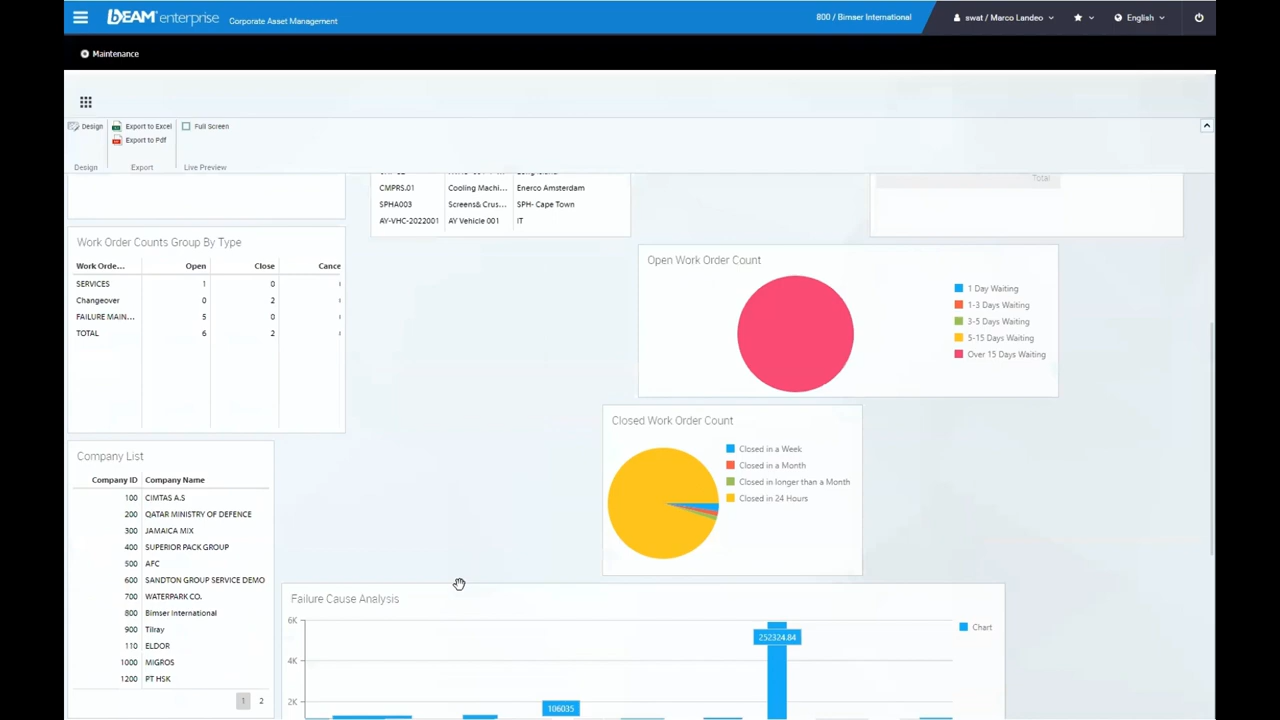 bEAM enterprise Corporate Asset Management 800 / Bimser International swat / Marco Landeo English
Maintenance
Design Export to Excel Full Screen
Export to Pdf
Design Export Live Preview
Total
CMPRS.01 Cooling Machi... Enerco Amsterdam
SPHA003 Screens& Crus... SPH- Cape Town
AY-VHC-2022001 AY Vehicle 001 IT
Work Order Counts Group By Type
Work Orde... Open Close Cance
SERVICES 1 0
Changeover 0 2
FAILURE MAIN... 5 0
TOTAL 6 2
Open Work Order Count
1 Day Waiting
1-3 Days Waiting
3-5 Days Waiting
5-15 Days Waiting
Over 15 Days Waiting
Closed Work Order Count
Closed in a Week
Closed in a Month
Closed in longer than a Month
Closed in 24 Hours
Company List
Company ID Company Name
100 CIMTAS A.S
200 QATAR MINISTRY OF DEFENCE
300 JAMAICA MIX
400 SUPERIOR PACK GROUP
500 AFC
600 SANDTON GROUP SERVICE DEMO
700 WATERPARK CO.
800 Bimser International
900 Tilray
110 ELDOR
1000 MIGROS
1200 PT HSK
1 2
Failure Cause Analysis
6K
4K
2K
252324.84
106035
Chart